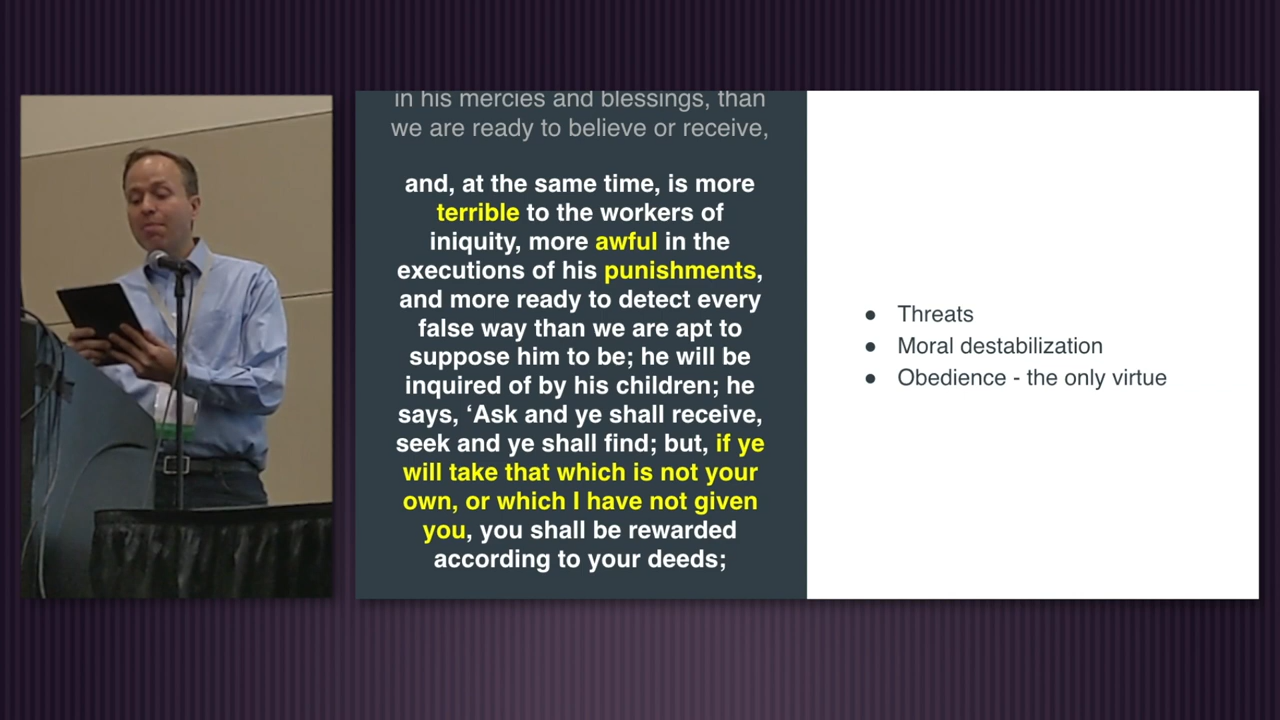 in his mercies and blessings, than
we are ready to believe or receive,
and, at the same time, is more
terrible to the workers of
iniquity, more awful in the
executions of his punishments,
and more ready to detect every
false way than we are apt to
suppose him to be; he will be
inquired of by his children; he
says, ‘Ask and ye shall receive,
seek and ye shall find; but, if ye
will take that which is not your
own, or which I have not given
you, you shall be rewarded
according to your deeds;
● Threats
● Moral destabilization
● Obedience - the only virtue